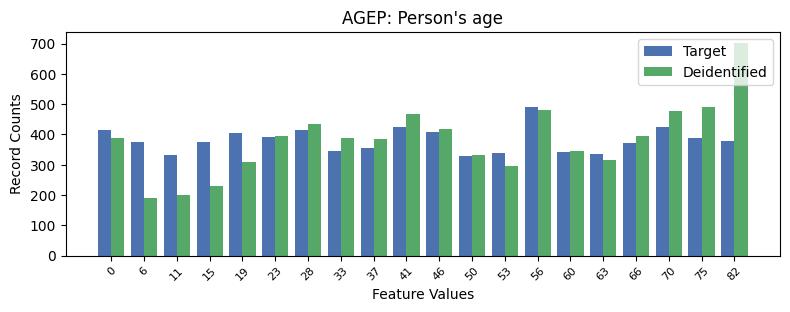 AGEP: Person's age
Record Counts
700
600
500
400
300
200
100
0
Target
Deidentified
0 6 11 15 19 23 28 33 37 41 46 50 53 56 60 63 66 70 75 82
Feature Values